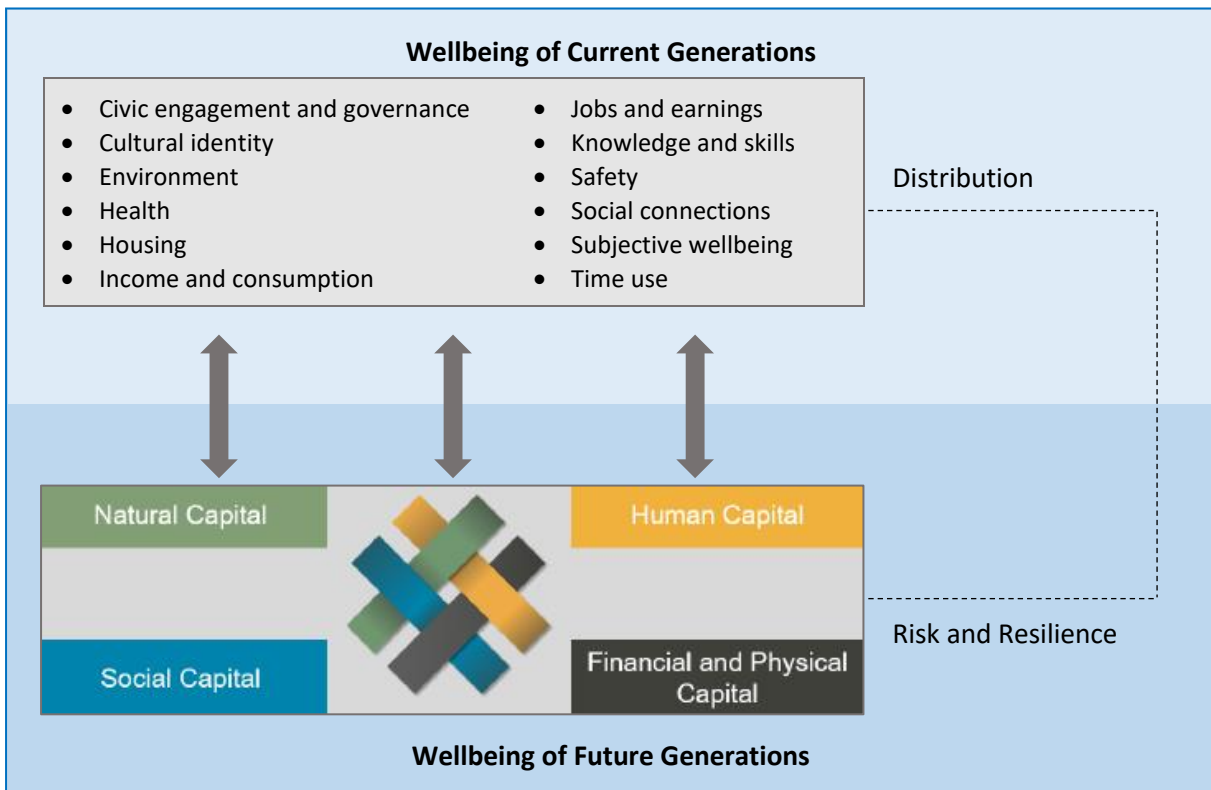 Wellbeing of Current Generations
• Civic engagement and governance
• Cultural identity
• Environment
• Health
• Housing
• Income and consumption
• Jobs and earnings
• Knowledge and skills
• Safety
• Social connections
• Subjective wellbeing
• Time use
Distribution
Natural Capital
Human Capital
Social Capital
Financial and Physical
Capital
Risk and Resilience
Wellbeing of Future Generations